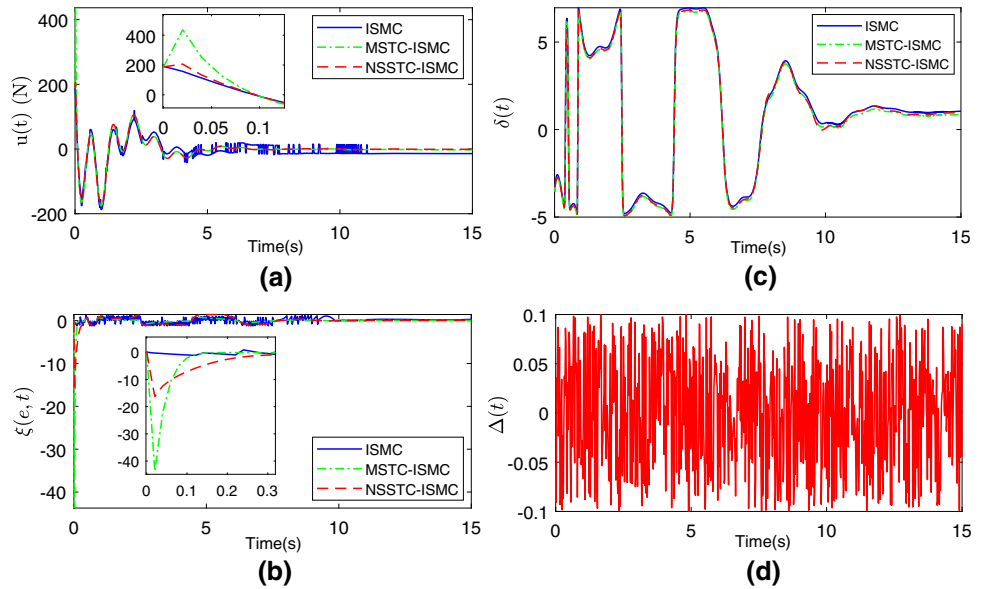 400
200
0
-200
u(t) (N)
400
200
0
0
0.05
0.1
ISMC
MSTC-ISMC
NSSTC-ISMC
0
5
10
15
Time(s)
(a)
5
0
-5
δ(t)
ISMC
MSTC-ISMC
NSSTC-ISMC
0
5
10
15
Time(s)
(c)
0
-10
-20
-30
-40
ξ(e, t)
0
-10
-20
-30
-40
0
0.1
0.2
0.3
ISMC
MSTC-ISMC
NSSTC-ISMC
0
5
10
15
Time(s)
(b)
0.1
0.05
0
-0.05
-0.1
Δ(t)
0
5
10
15
Time(s)
(d)